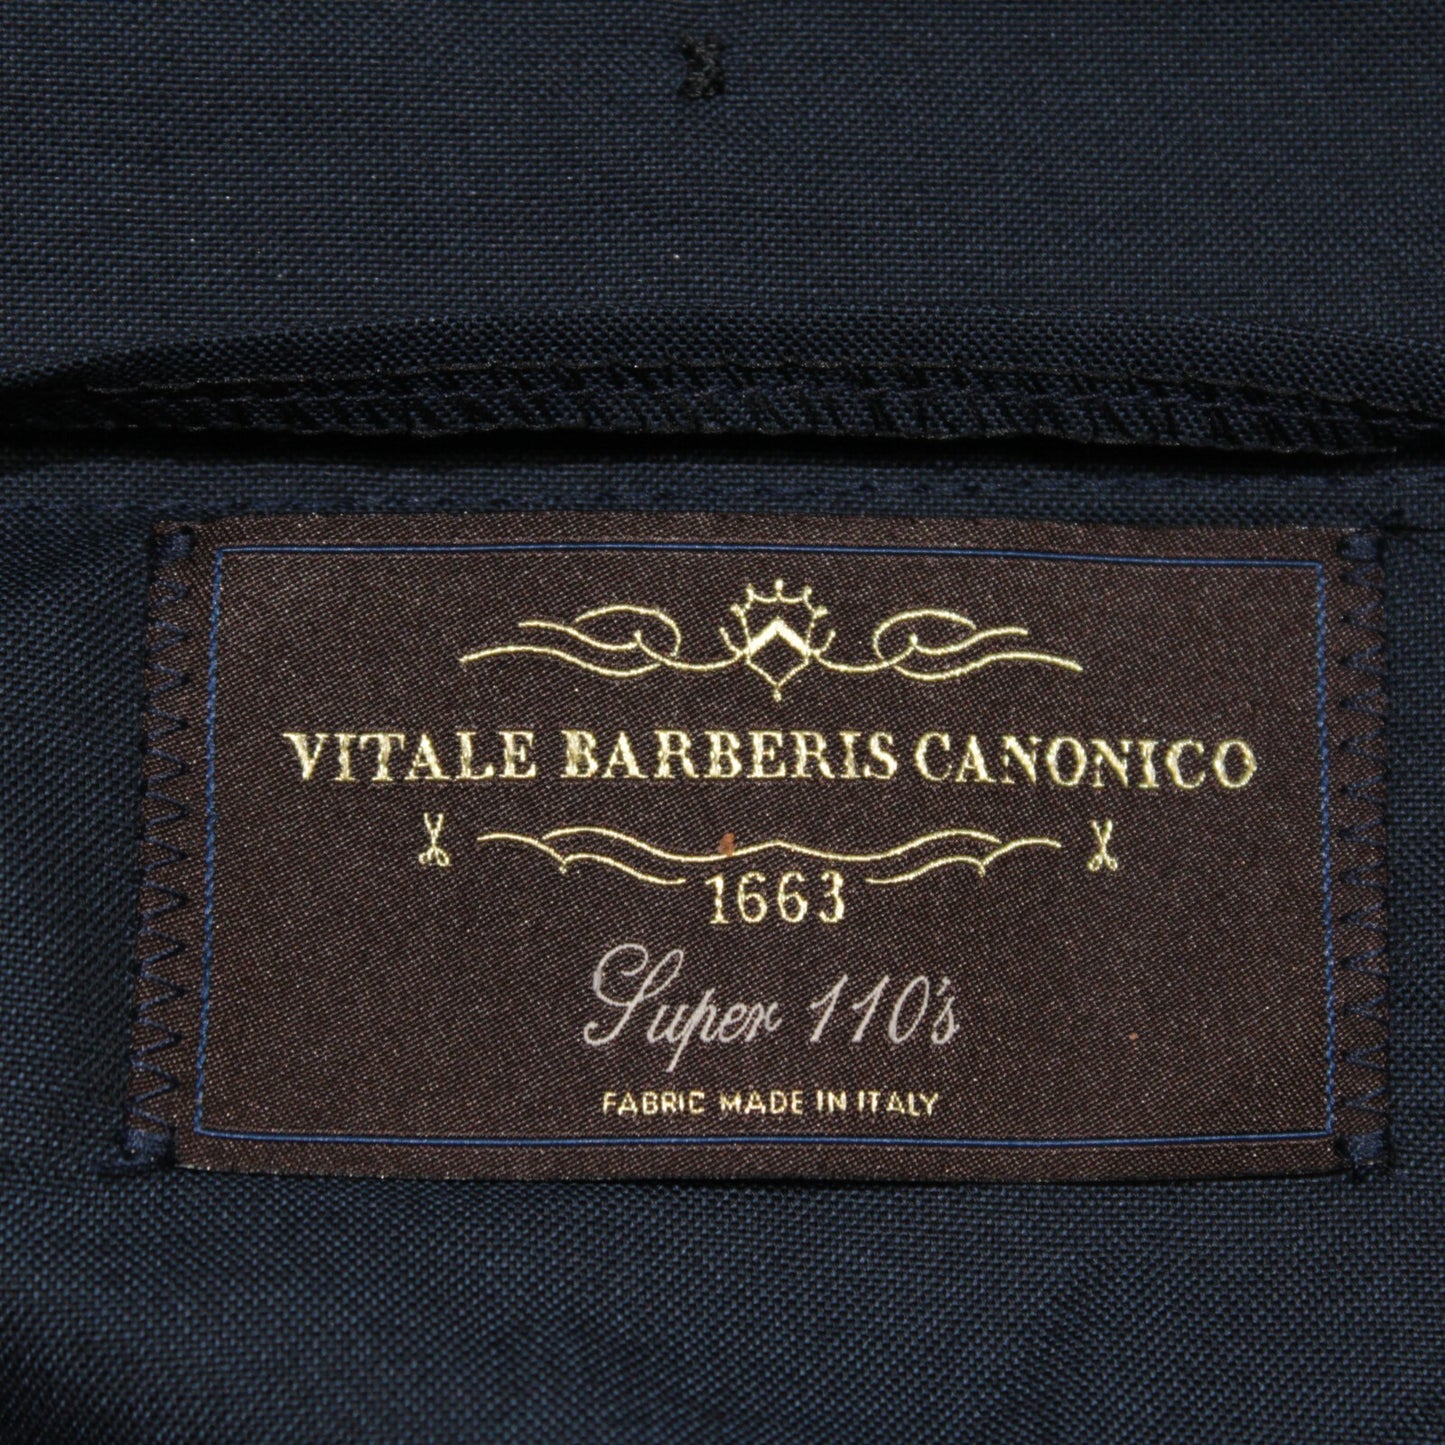 VITALE BARBERIS CANONICO
1663
Super 110's
FABRIC MADE IN ITALY